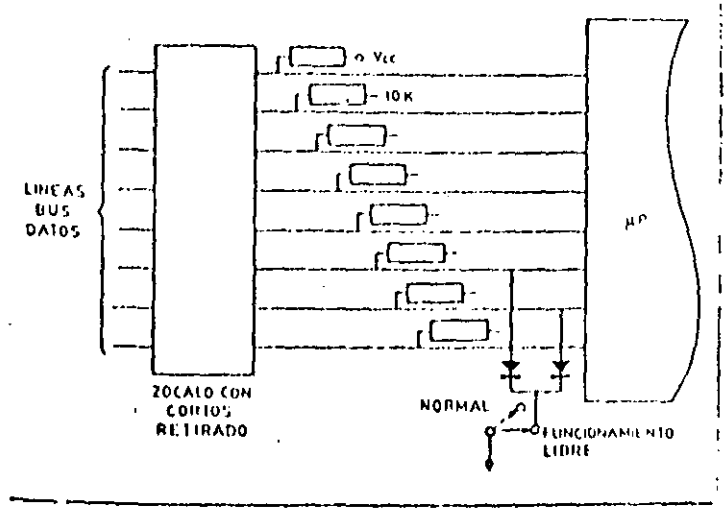 Vcc
10K
LINEAS
BUS
DATOS
μP
ZOCALO CON
CORTOS
RETIRADO
NORMAL
FUNCIONAMIENTO
LIBRE